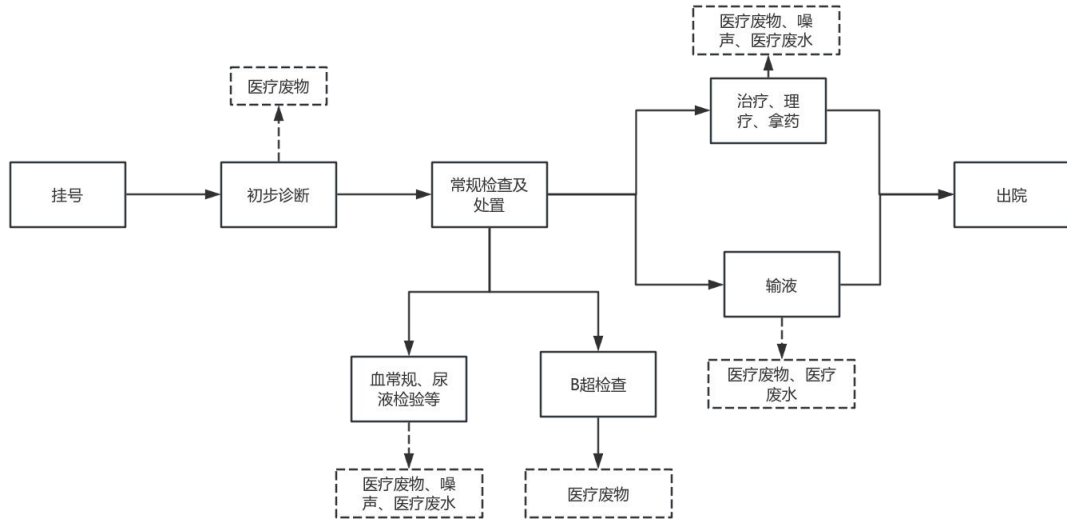 医疗废物、噪
声、医疗废水
医疗废物
治疗、理
疗、拿药
挂号
初步诊断
常规检查及
处置
出院
输液
血常规、尿
液检验等
B超检查
医疗废物、医疗
废水
医疗废物、噪
声、医疗废水
医疗废物